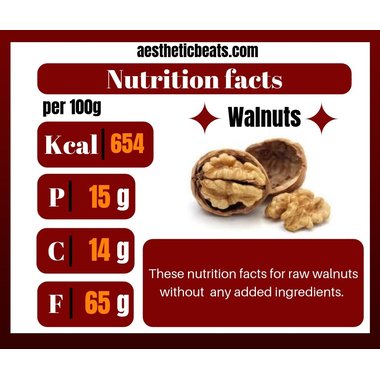 aestheticbeats.com
Nutrition facts
per 100g
Walnuts
Kcal 654
P 15 g
C 14 g
F 65 g
These nutrition facts for raw walnuts
without any added ingredients.